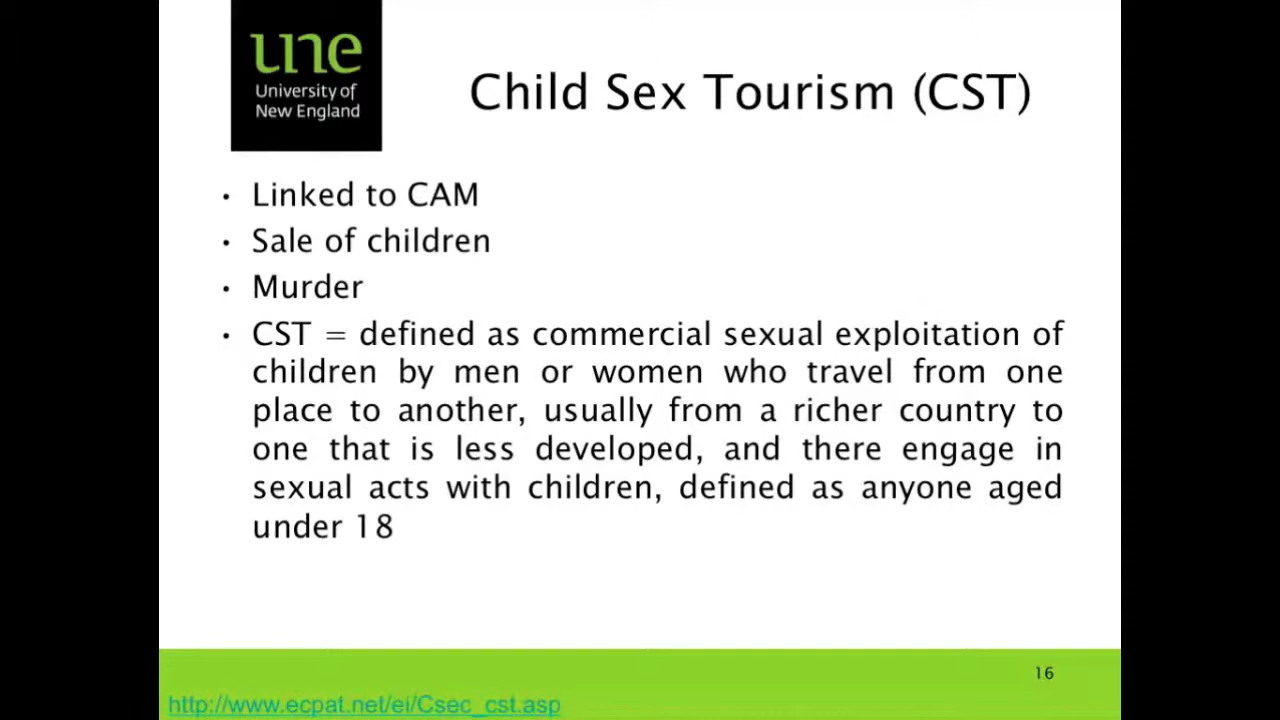 une
University of
New England
Child Sex Tourism (CST)
• Linked to CAM
• Sale of children
• Murder
• CST = defined as commercial sexual exploitation of
children by men or women who travel from one
place to another, usually from a richer country to
one that is less developed, and there engage in
sexual acts with children, defined as anyone aged
under 18
16
http://www.ecpat.net/ei/Csec_cst.asp